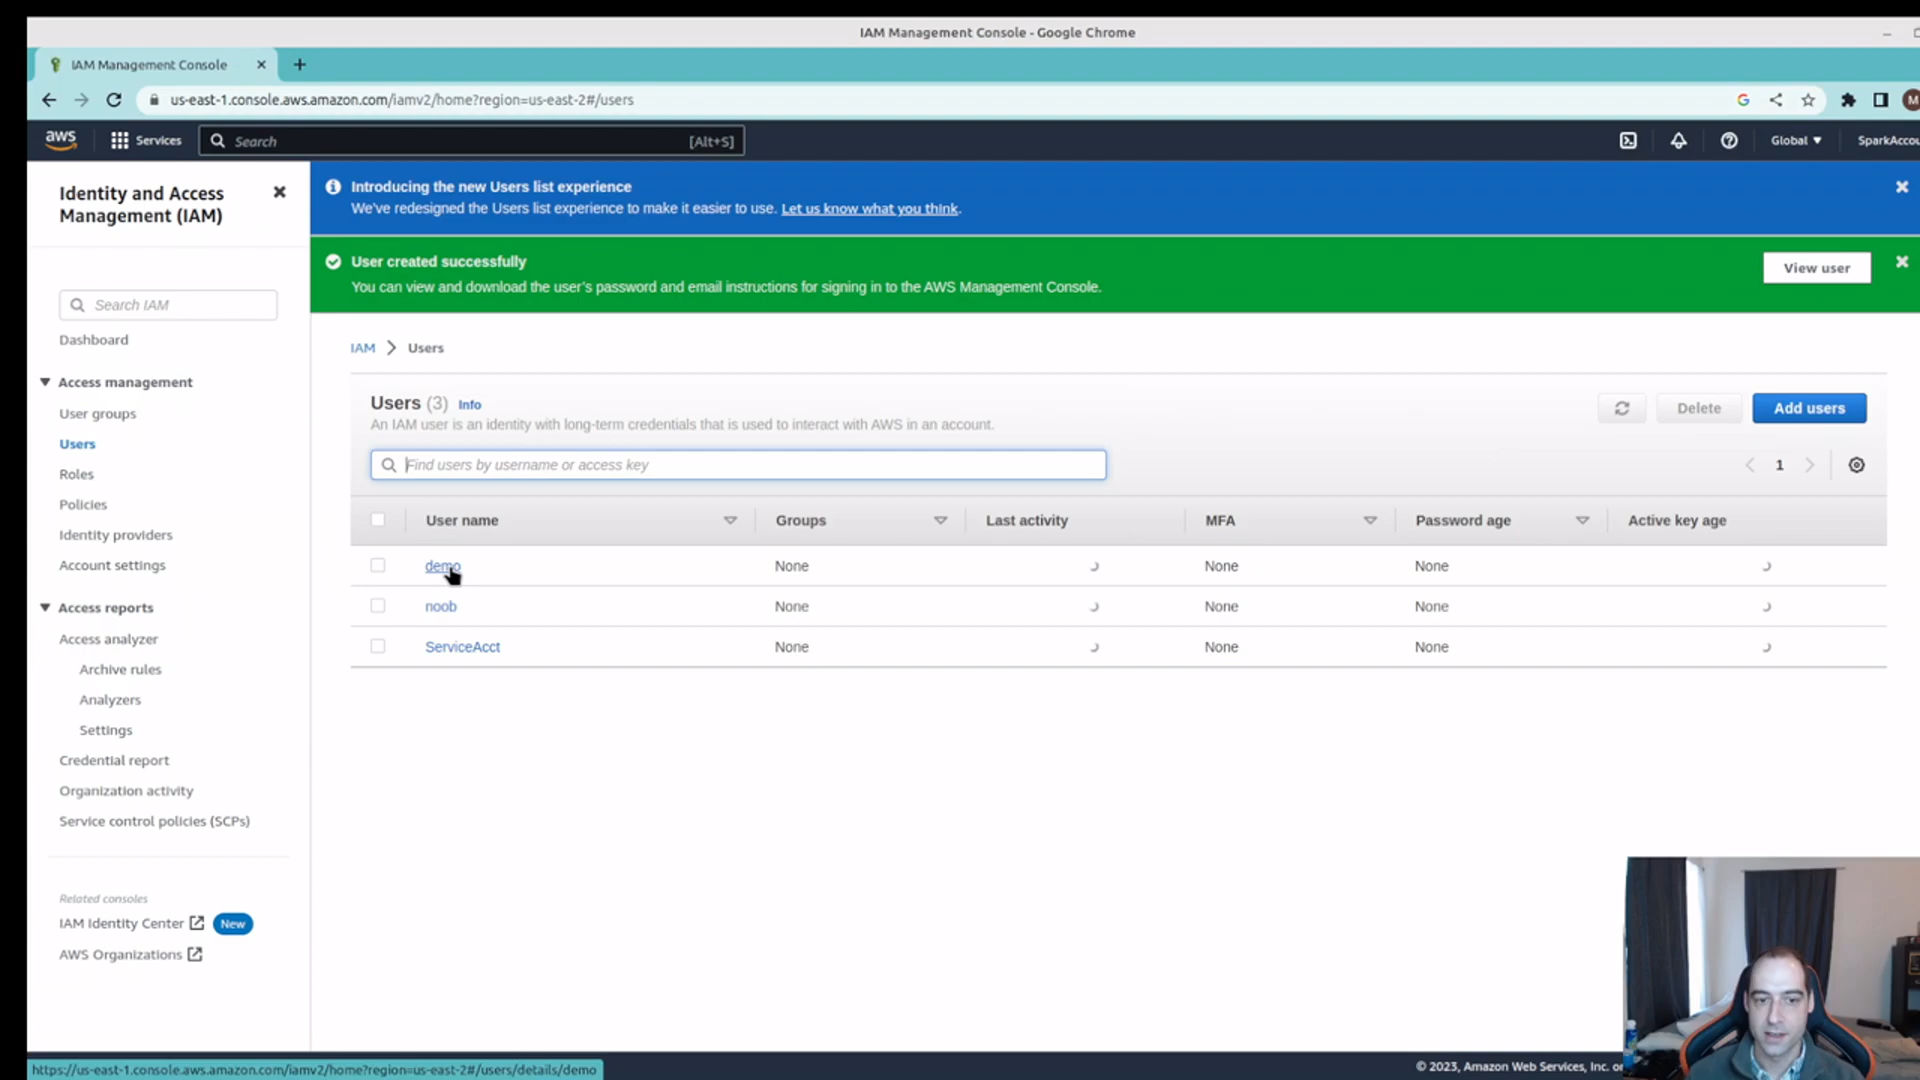 IAM Management Console - Google Chrome
IAM Management Console
us-east-1.console.aws.amazon.com/iamv2/home?region=us-east-2#/users
M
aws
Services
Search
[Alt+S]
Global
SparkAccou
Identity and Access
Management (IAM)
Search IAM
Dashboard
Access management
User groups
Users
Roles
Policies
Identity providers
Account settings
Access reports
Access analyzer
Archive rules
Analyzers
Settings
Credential report
Organization activity
Service control policies (SCPs)
Related consoles
IAM Identity Center New
AWS Organizations
Introducing the new Users list experience
We've redesigned the Users list experience to make it easier to use. Let us know what you think.
User created successfully
You can view and download the user's password and email instructions for signing in to the AWS Management Console.
View user
IAM > Users
Users (3) Info
An IAM user is an identity with long-term credentials that is used to interact with AWS in an account.
Delete
Add users
Find users by username or access key
1
User name Groups Last activity MFA Password age Active key age
demo None None None
noob None None None
ServiceAcct None None None
https://us-east-1.console.aws.amazon.com/iamv2/home?region=us-east-2#/users/details/demo
© 2023, Amazon Web Services, Inc. or